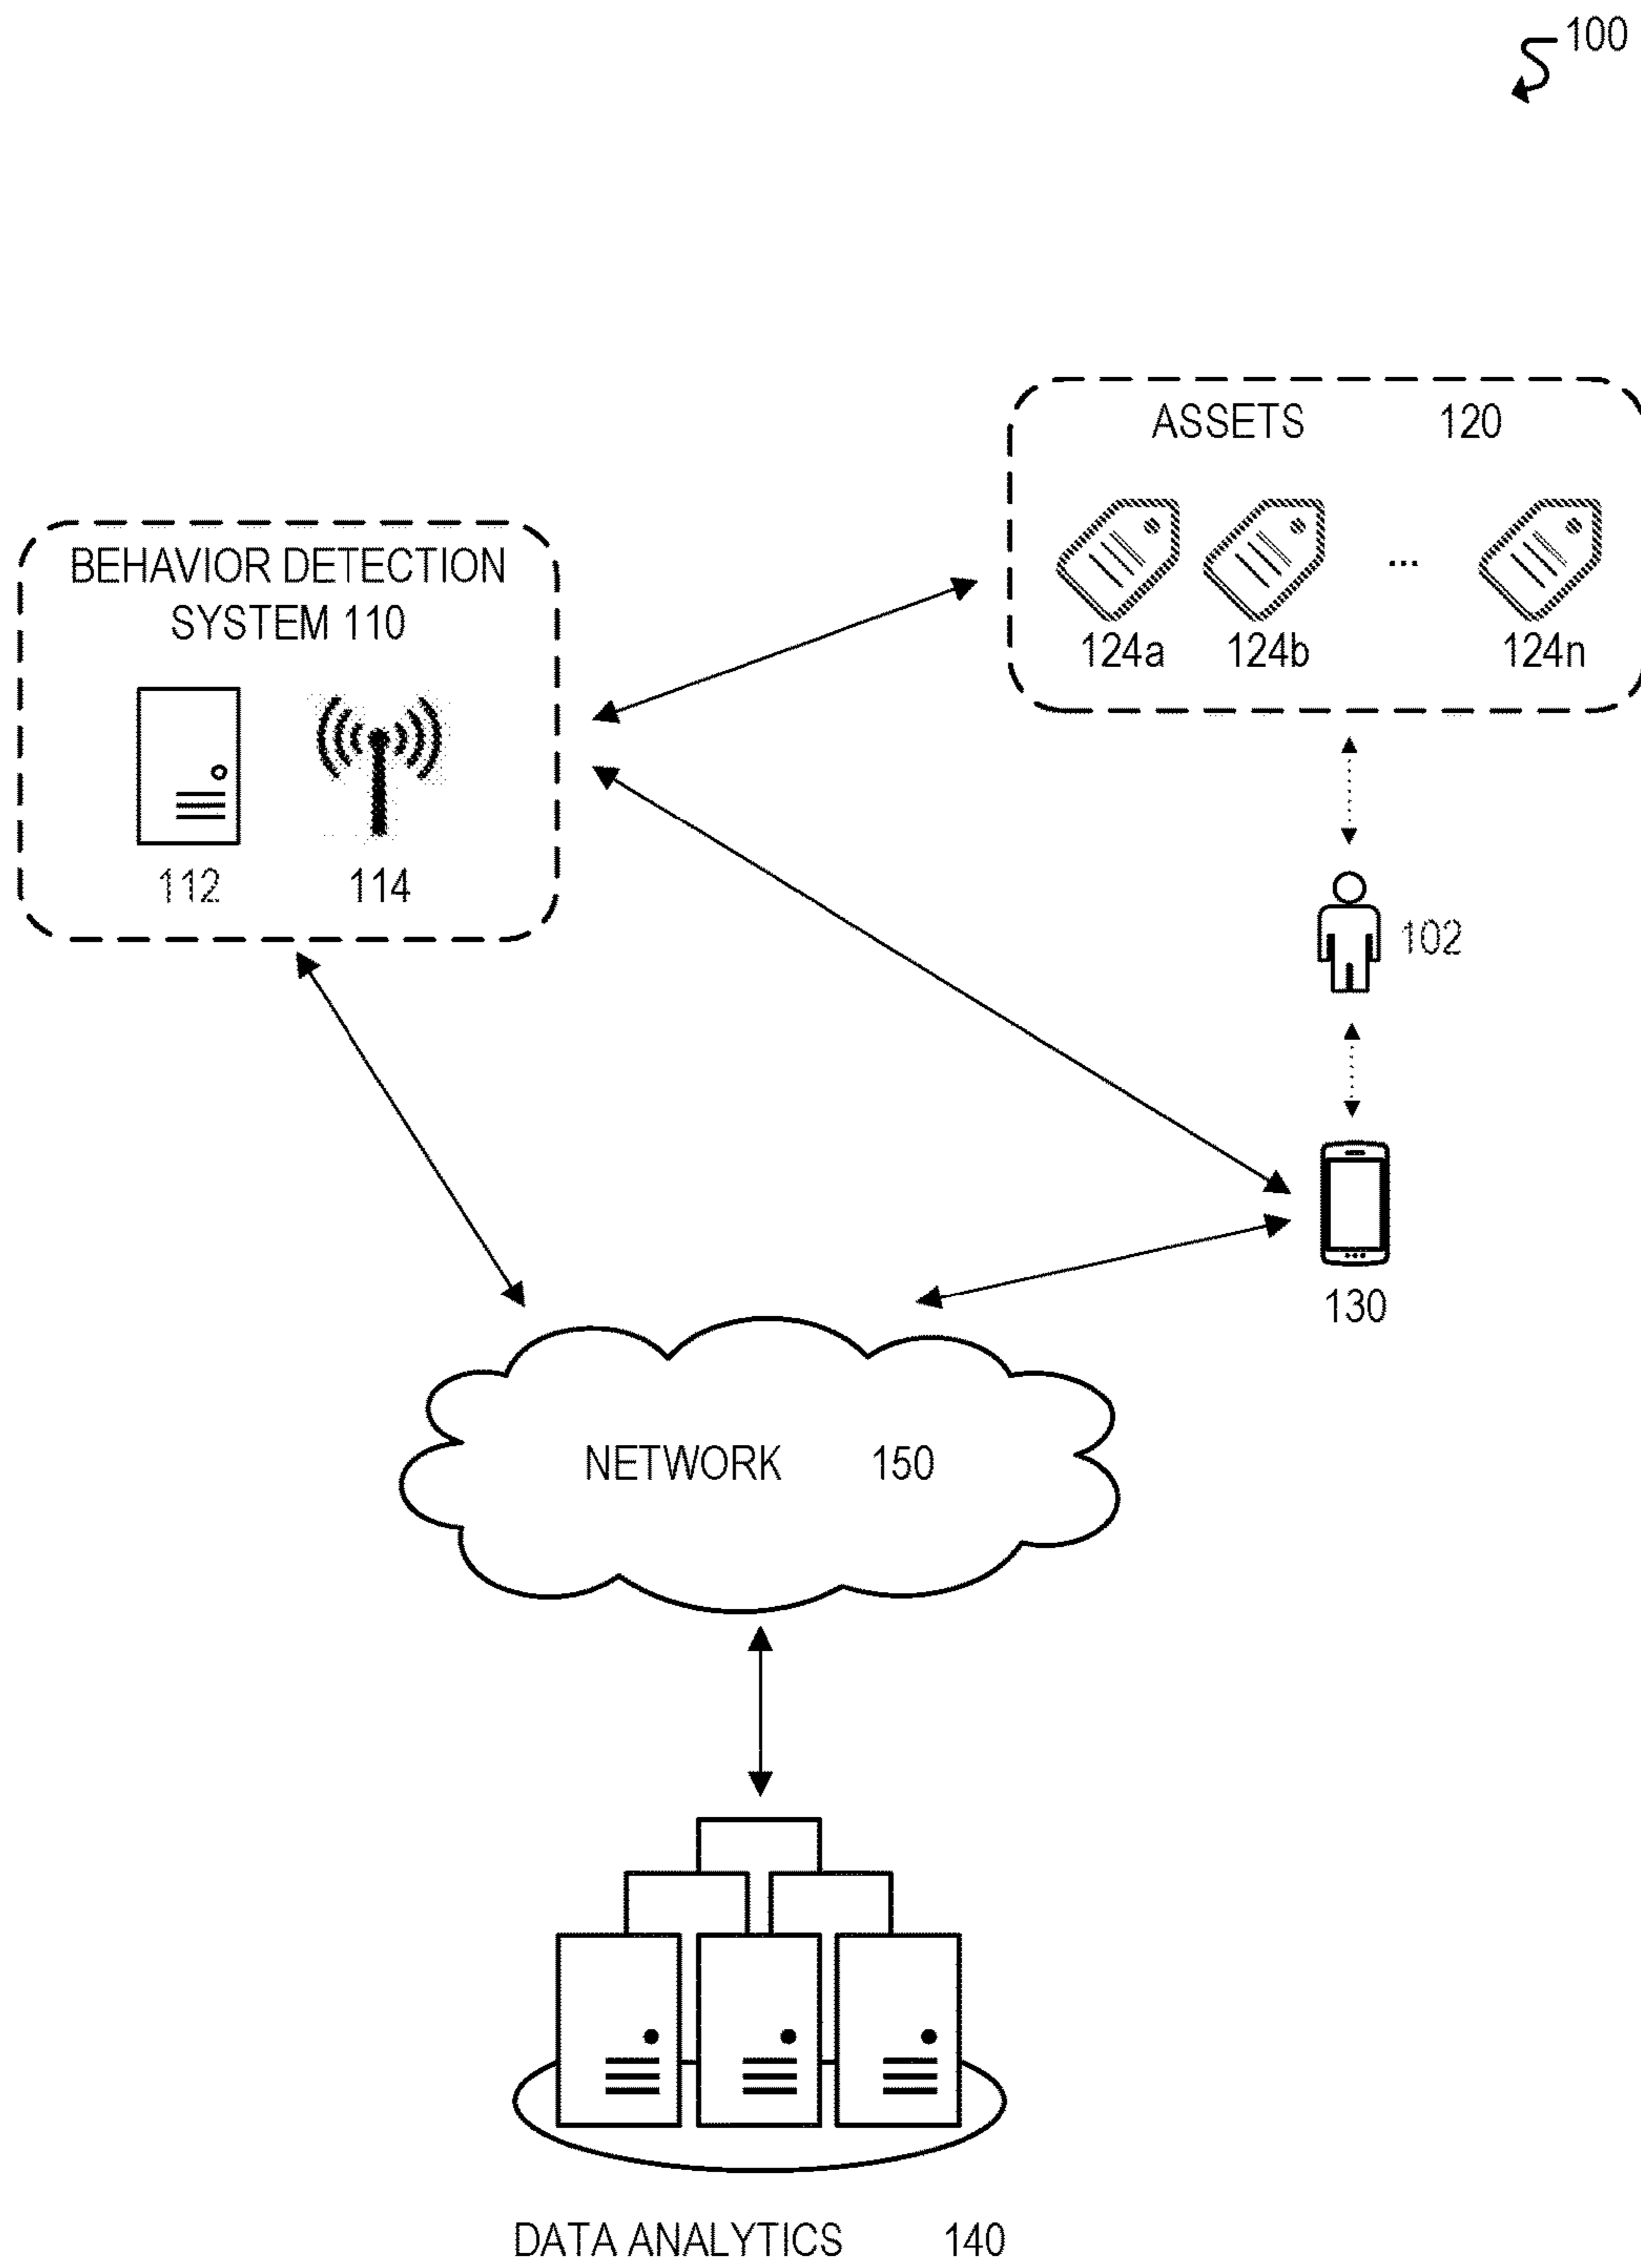 100
ASSETS 120
124a 124b ... 124n
BEHAVIOR DETECTION
SYSTEM 110
112 114
102
130
NETWORK 150
DATA ANALYTICS 140